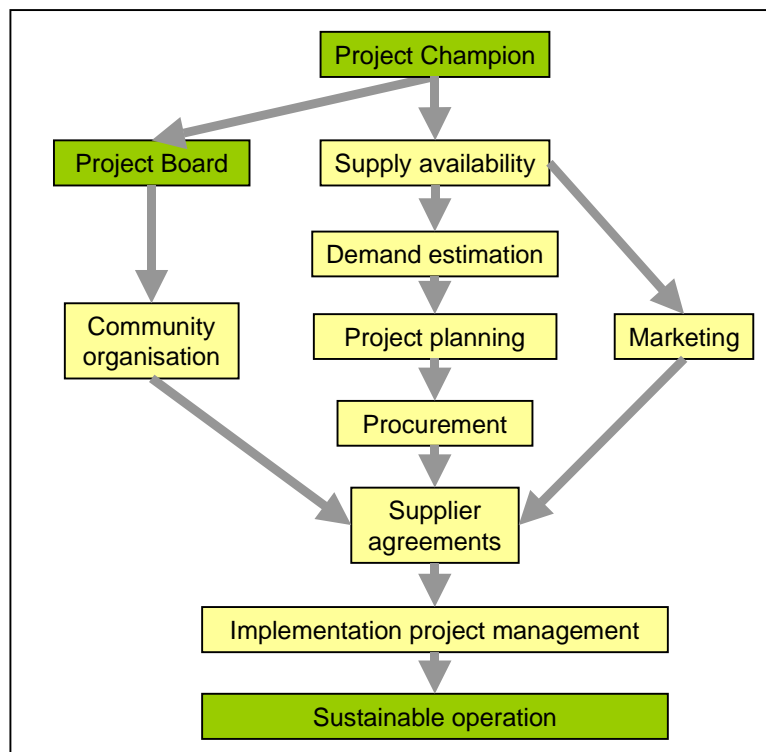 Project Champion
Project Board
Supply availability
Demand estimation
Community
organisation
Project planning
Marketing
Procurement
Supplier
agreements
Implementation project management
Sustainable operation